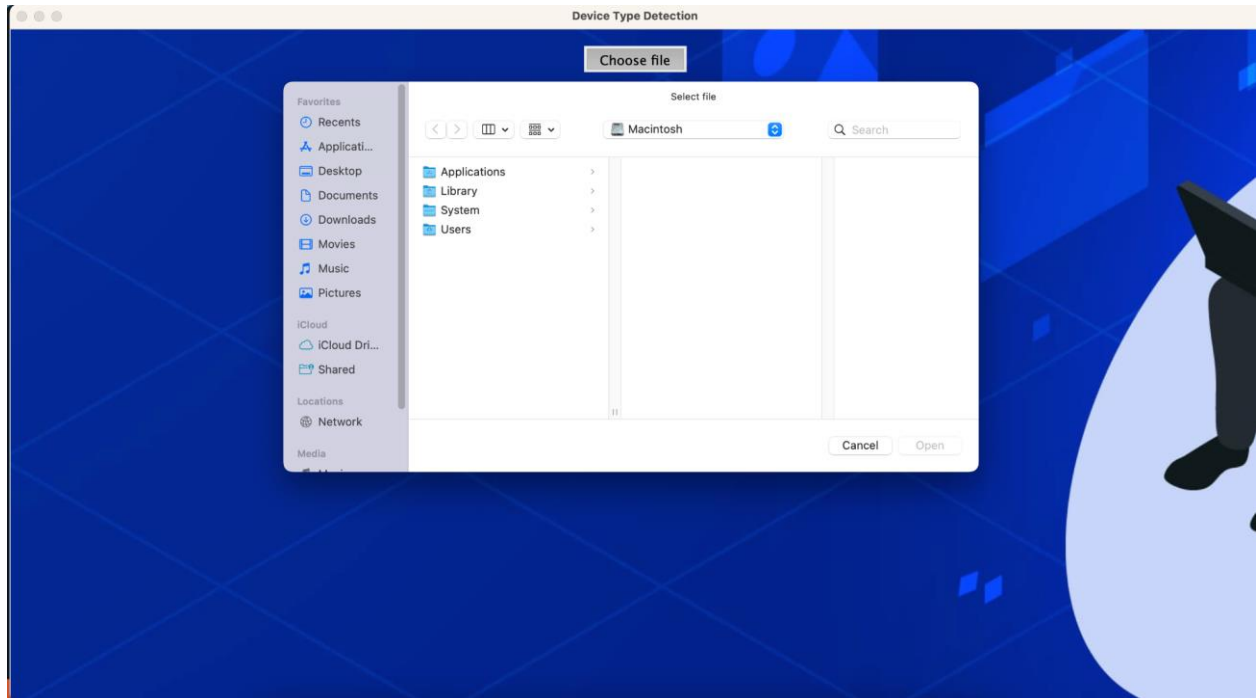 Device Type Detection
Choose file
Select file
Favorites
Recents
Applicati...
Desktop
Documents
Downloads
Movies
Music
Pictures
iCloud
iCloud Dri...
Shared
Locations
Network
Media
Macintosh
Search
Applications
Library
System
Users
Cancel
Open